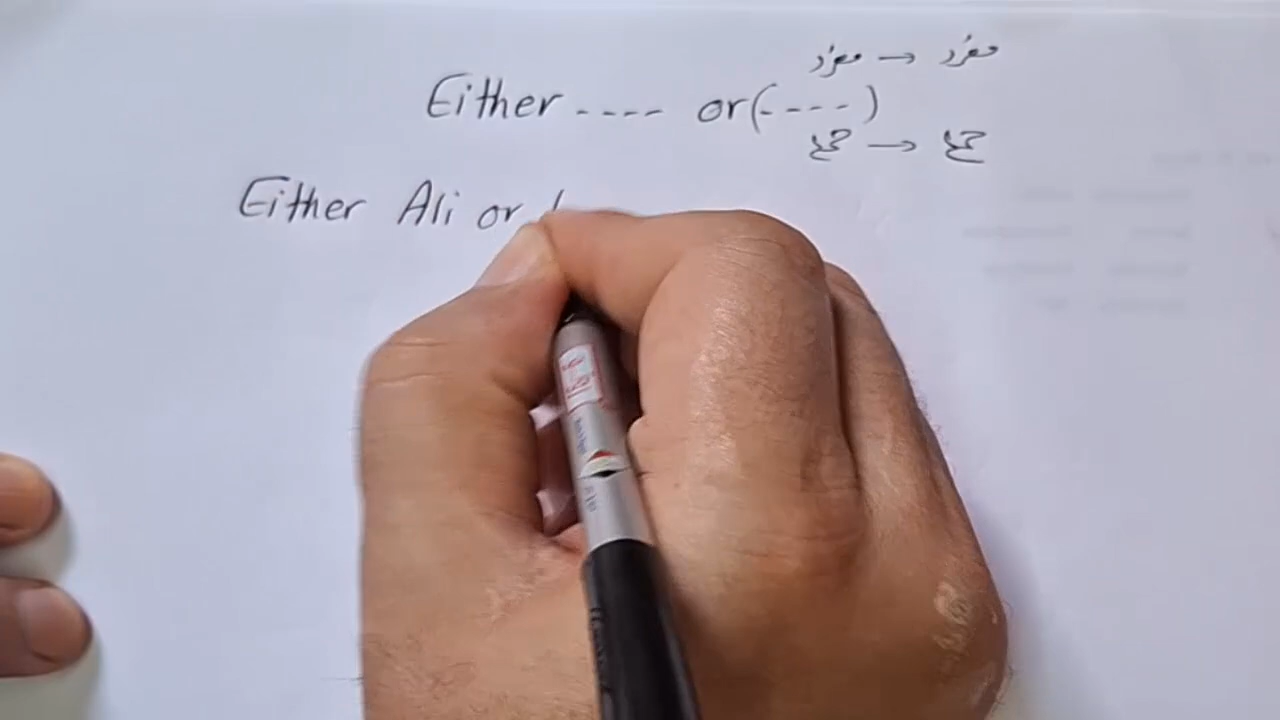 مفرد → مفرد
Either ---- or (----)
جمع → جمع
Either Ali or